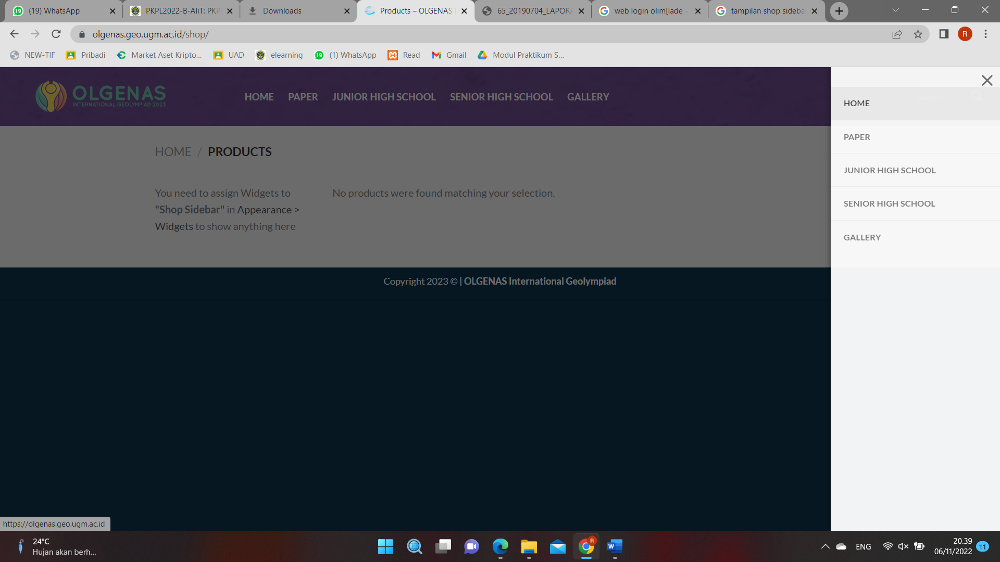 (19) WhatsApp
PKPL2022-B-AliT: PKP
Downloads
Products – OLGENAS
65_20190704_LAPORA
web login olim[iade -
tampilan shop sideba
olgenas.geo.ugm.ac.id/shop/
R
NEW-TIF
Pribadi
Market Aset Kripto...
UAD
elearning
(1) WhatsApp
Read
Gmail
Modul Praktikum S...
OLGENAS
INTERNATIONAL GEOLYMPIAD 2023
HOME
PAPER
JUNIOR HIGH SCHOOL
SENIOR HIGH SCHOOL
GALLERY
HOME / PRODUCTS
You need to assign Widgets to
"Shop Sidebar" in Appearance >
Widgets to show anything here
No products were found matching your selection.
HOME
PAPER
JUNIOR HIGH SCHOOL
SENIOR HIGH SCHOOL
GALLERY
Copyright 2023 © | OLGENAS International Geolympiad
https://olgenas.geo.ugm.ac.id
24°C
Hujan akan berh...
ENG
20.39
06/11/2022
11